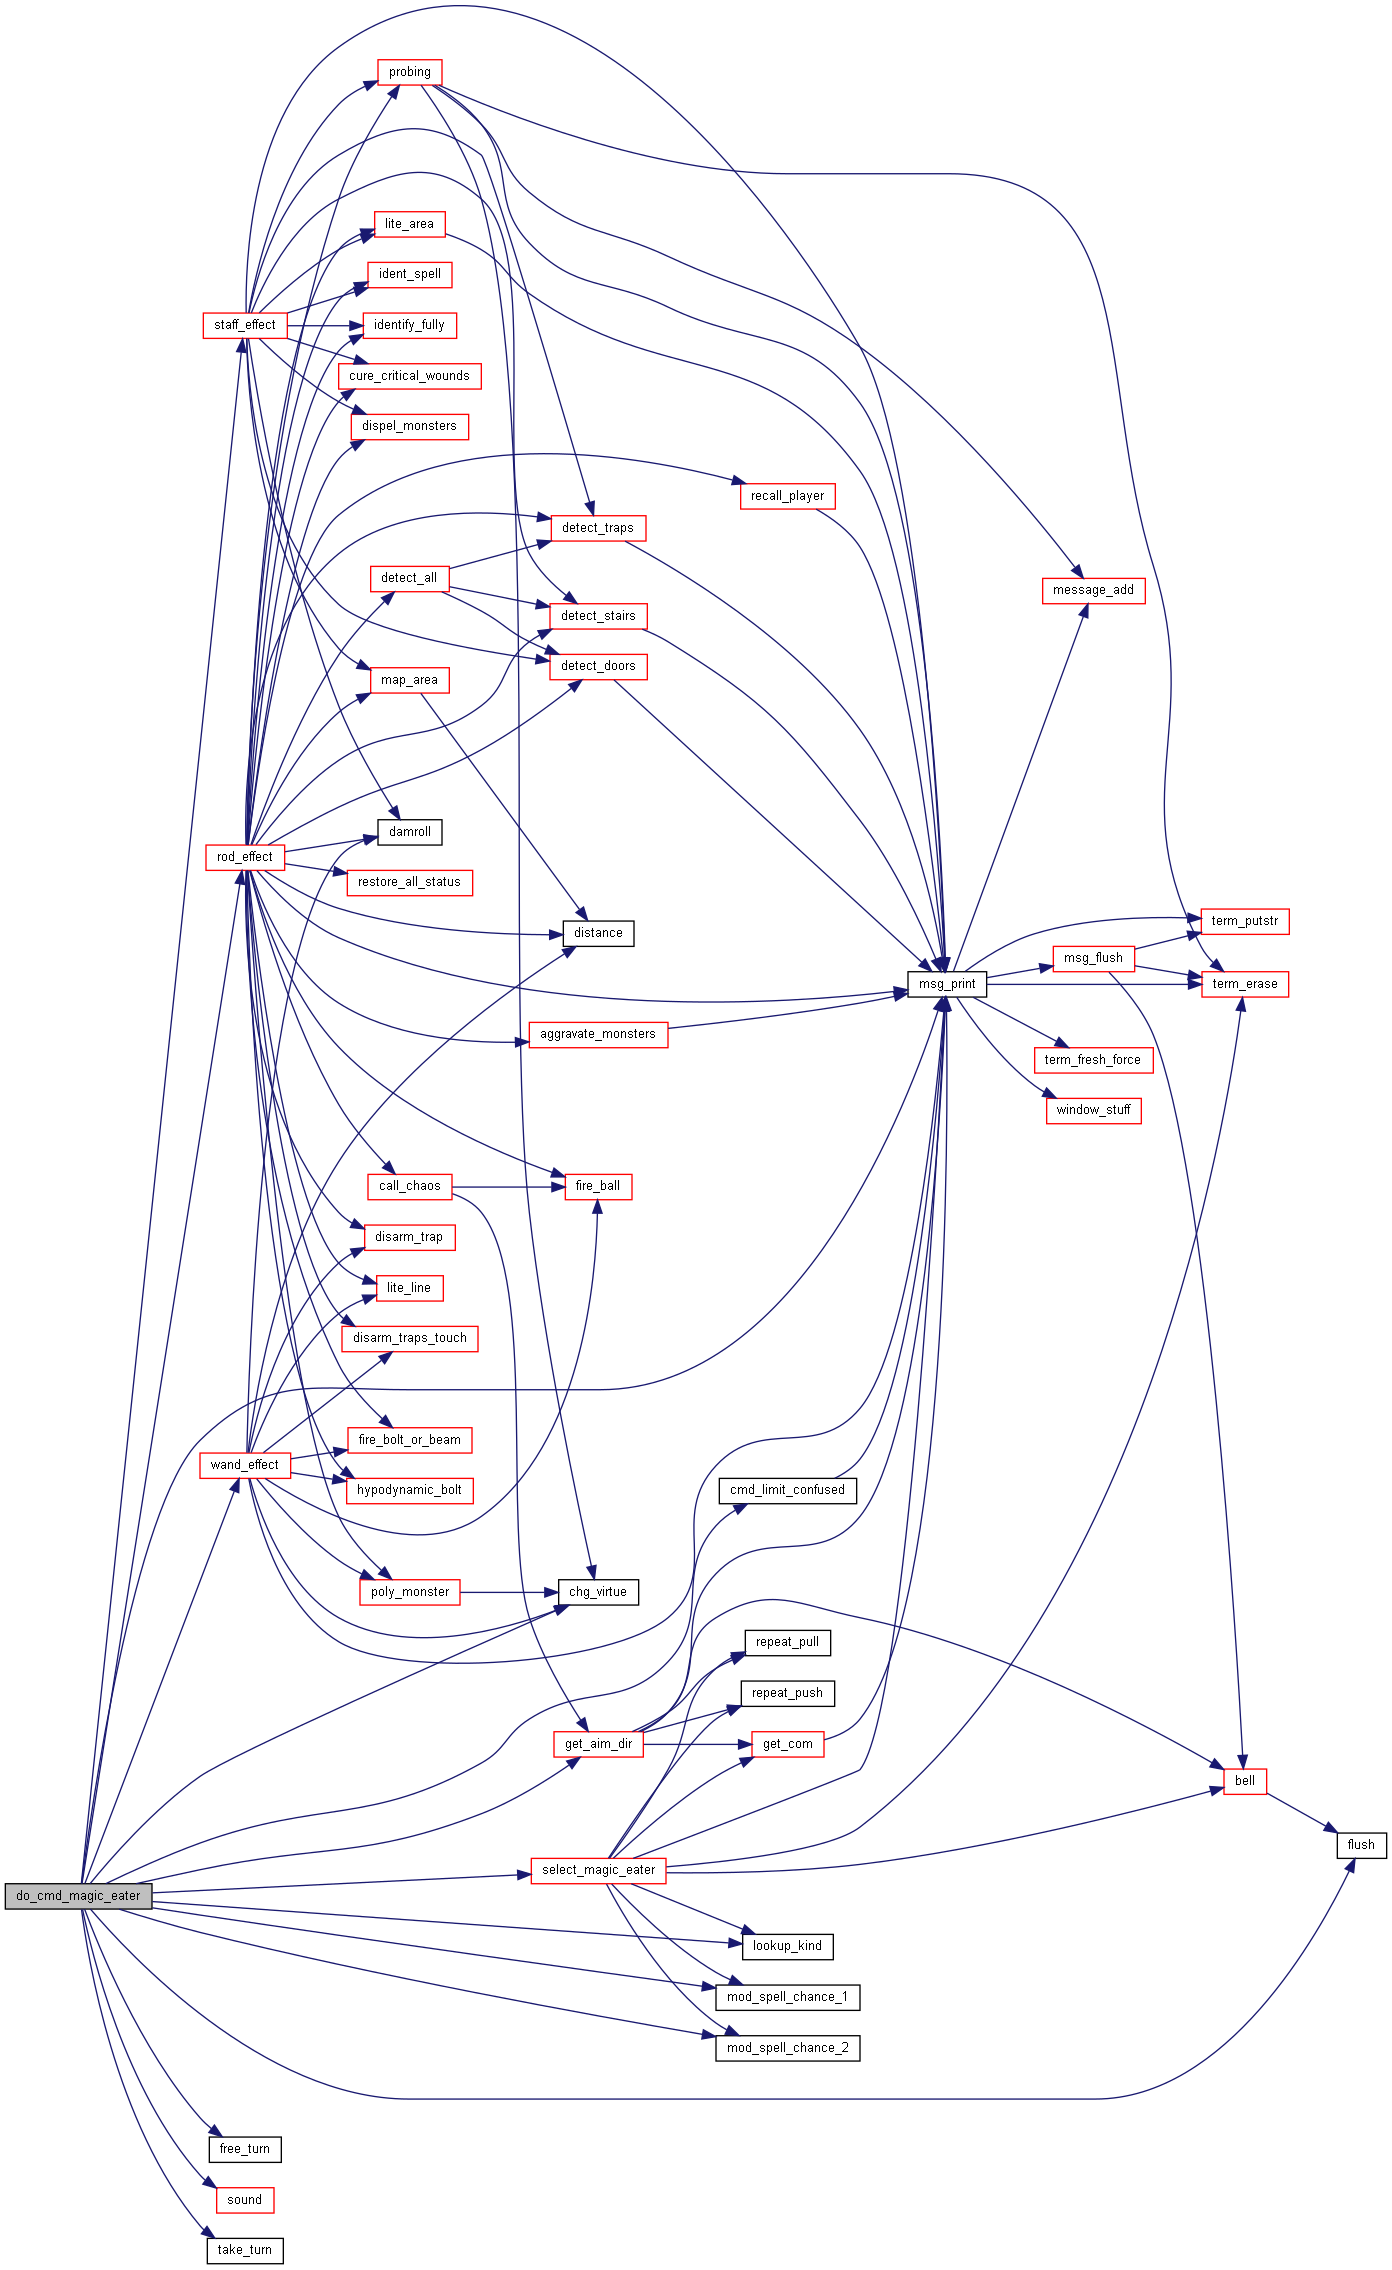 probing
lite_area
ident_spell
staff_effect
identify_fully
cure_critical_wounds
dispel_monsters
recall_player
detect_traps
detect_all
message_add
detect_stairs
detect_doors
map_area
damroll
rod_effect
restore_all_status
term_putstr
distance
msg_flush
msg_print
term_erase
aggravate_monsters
term_fresh_force
window_stuff
call_chaos
fire_ball
disarm_trap
lite_line
disarm_traps_touch
fire_bolt_or_beam
wand_effect
hypodynamic_bolt
cmd_limit_confused
poly_monster
chg_virtue
repeat_pull
repeat_push
get_aim_dir
get_com
bell
flush
select_magic_eater
do_cmd_magic_eater
lookup_kind
mod_spell_chance_1
mod_spell_chance_2
free_turn
sound
take_turn